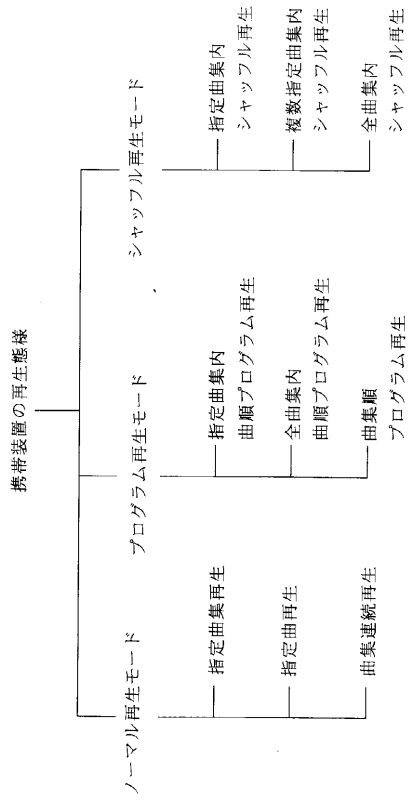 携帯装置の再生態様
ノーマル再生モード
指定曲集再生
指定曲再生
曲集連続再生
プログラム再生モード
指定曲集内
曲順プログラム再生
全曲集内
曲順プログラム再生
曲集順
プログラム再生
シャッフル再生モード
指定曲集内
シャッフル再生
複数指定曲集内
シャッフル再生
全曲集内
シャッフル再生